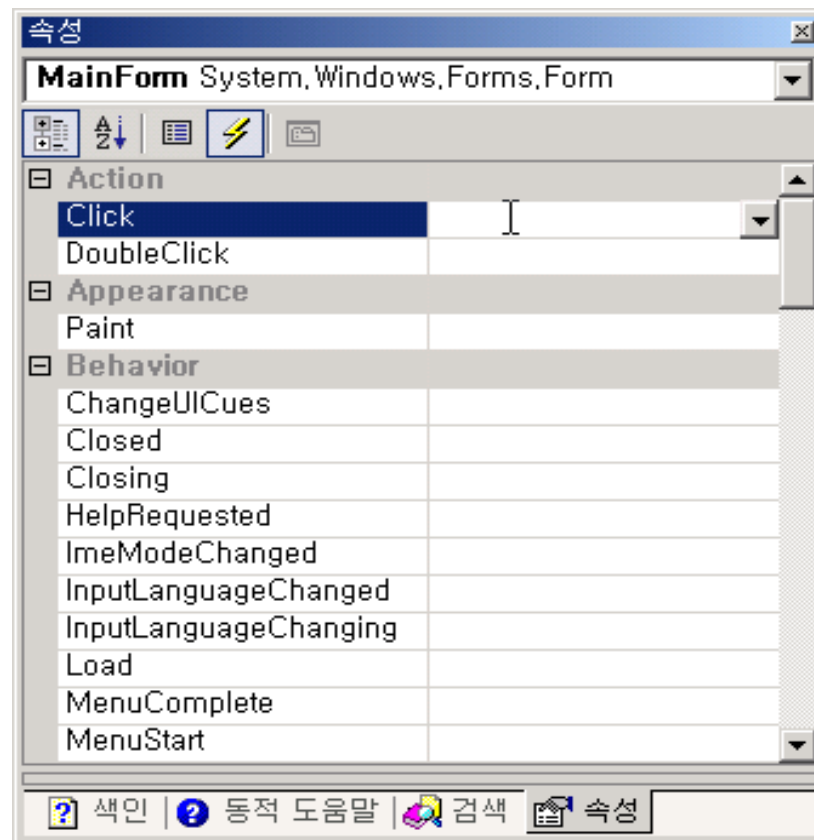 속성
MainForm System,Windows,Forms,Form
Action
Click
DoubleClick
Appearance
Paint
Behavior
ChangeUICues
Closed
Closing
HelpRequested
ImeModeChanged
InputLanguageChanged
InputLanguageChanging
Load
MenuComplete
MenuStart
색인 동적 도움말 검색 속성